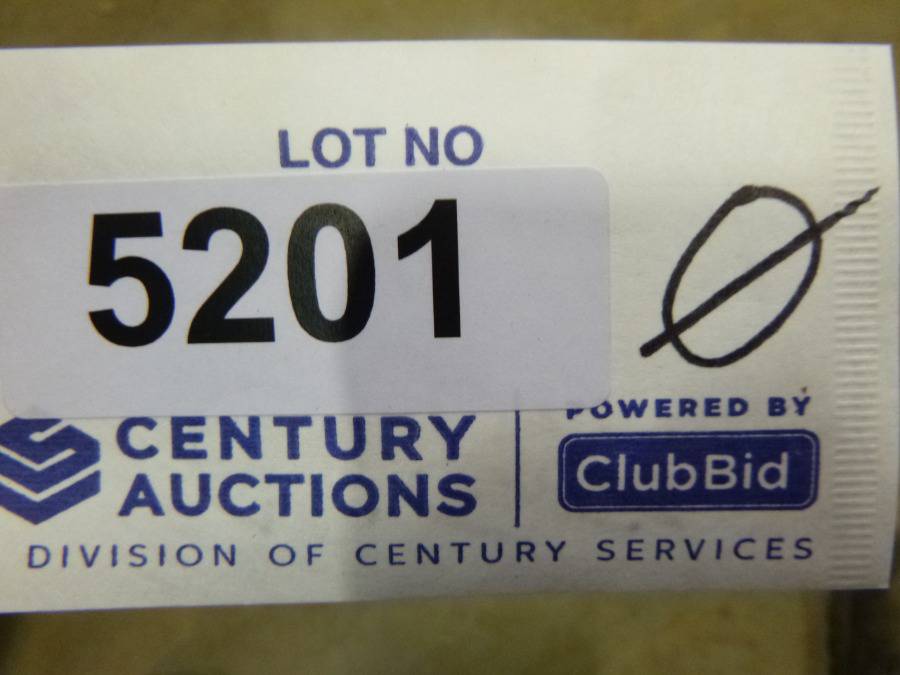 LOT NO
5201
Ø
CENTURY
AUCTIONS
POWERED BY
ClubBid
DIVISION OF CENTURY SERVICES